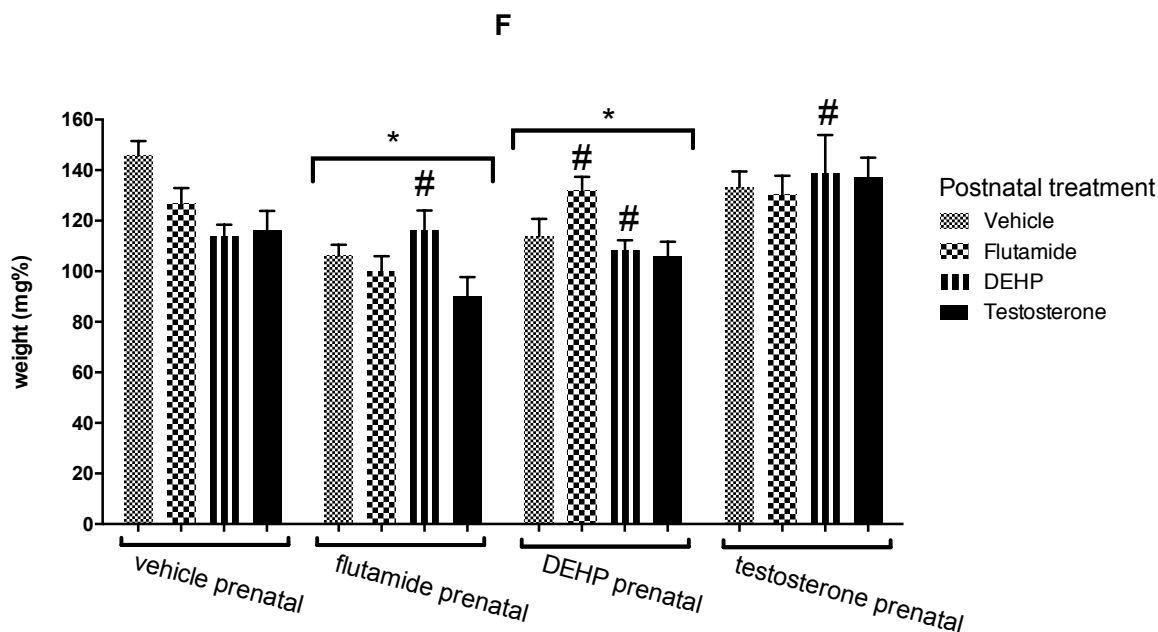 F
weight (mg%)
160
140
120
100
80
60
40
20
0
*
#
*
#
#
#
vehicle prenatal
flutamide prenatal
DEHP prenatal
testosterone prenatal
Postnatal treatment
Vehicle
Flutamide
DEHP
Testosterone